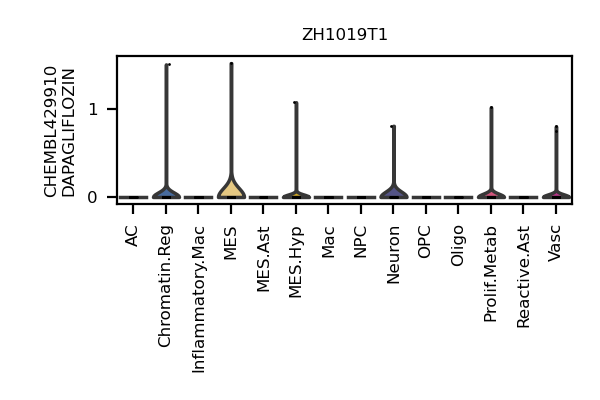 ZH1019T1
CHEMBL429910
DAPAGLIFLOZIN
1
0
AC
Chromatin.Reg
Inflammatory.Mac
MES
MES.Ast
MES.Hyp
Mac
NPC
Neuron
OPC
Oligo
Prolif.Metab
Reactive.Ast
Vasc